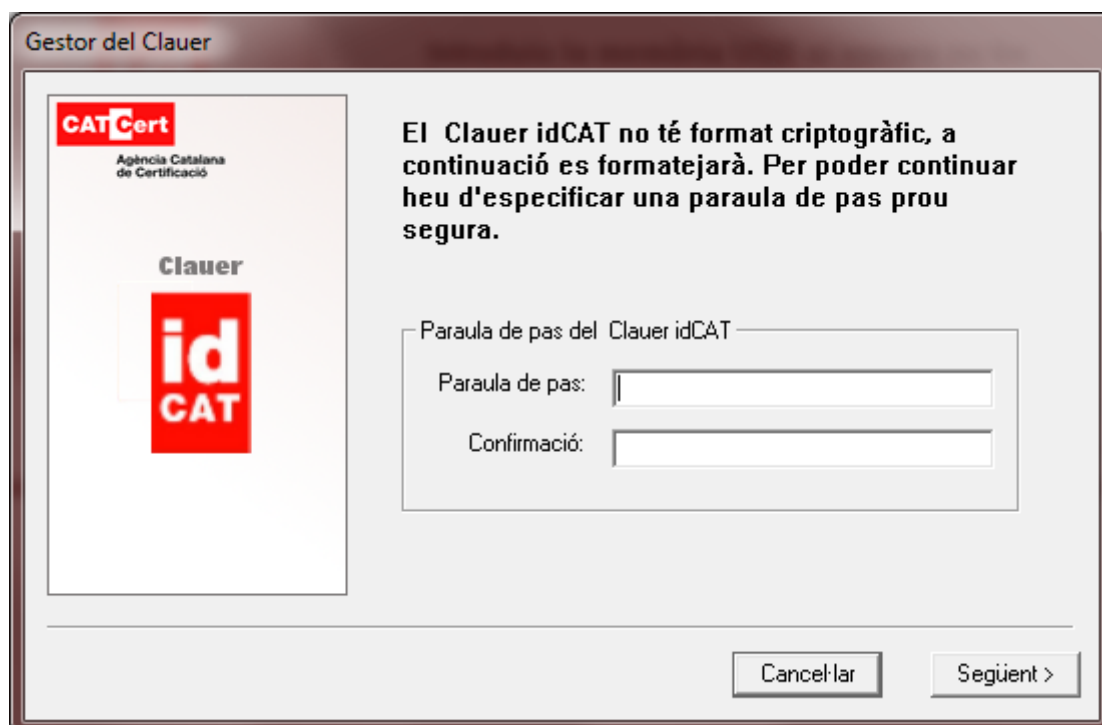 Gestor del Clauer
CATCert
Agència Catalana
de Certificació
Clauer
id
CAT
El Clauer idCAT no té format criptogràfic, a
continuació es formatejarà. Per poder continuar
heu d'especificar una paraula de pas prou
segura.
Paraula de pas del Clauer idCAT
Paraula de pas:
Confirmació:
Cancel·lar
Següent >